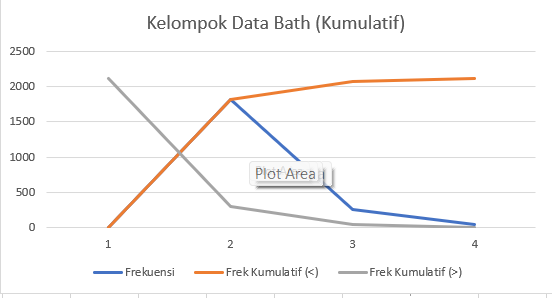 Kelompok Data Bath (Kumulatif)
2500
2000
1500
1000
500
0
Plot Area
1 2 3 4
Frekuensi Frek Kumulatif (<) Frek Kumulatif (>)